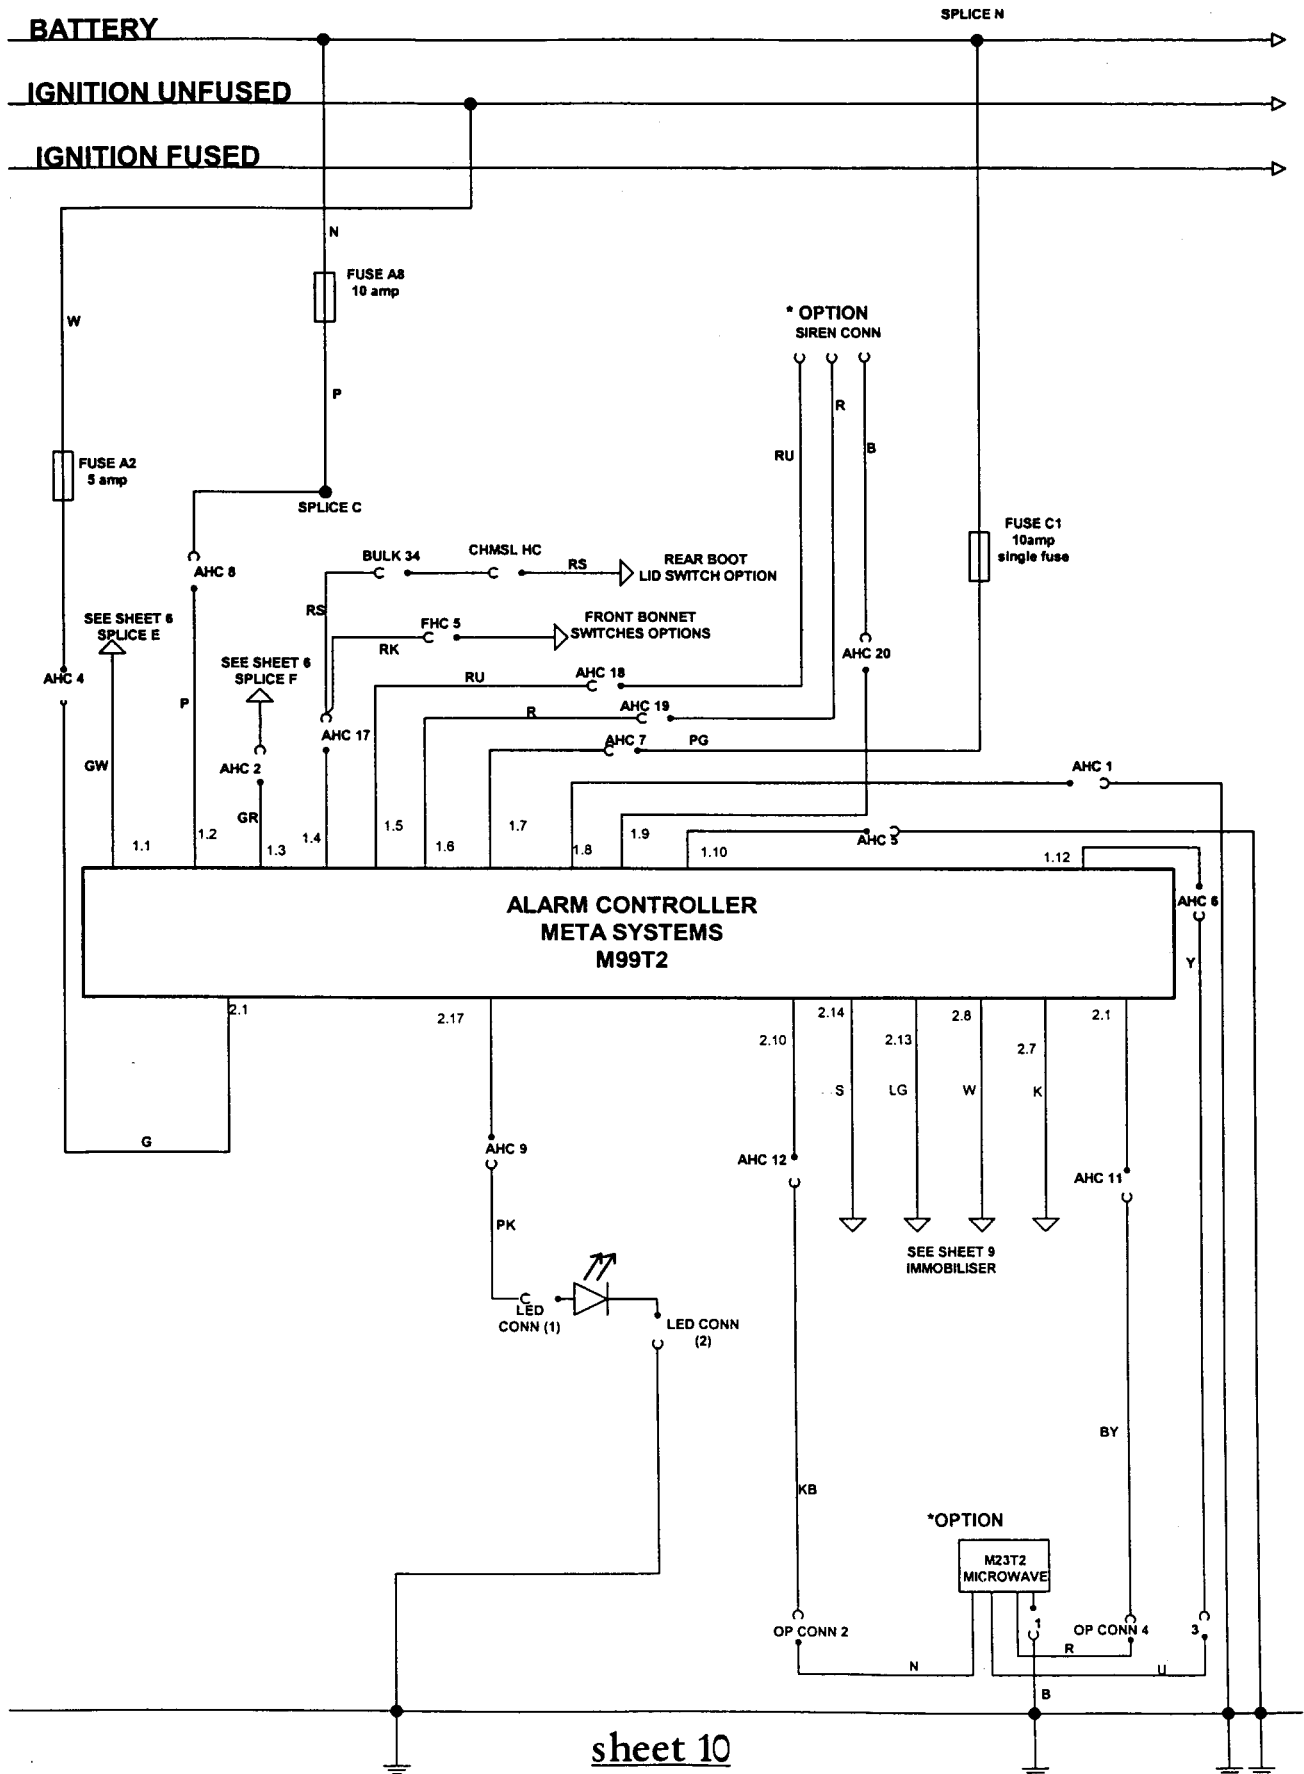 SPLICE N
BATTERY
IGNITION UNFUSED
IGNITION FUSED
N
FUSE A8
10 amp
W
* OPTION
SIREN CONN
P
R
RU
B
FUSE A2
5 amp
SPLICE C
FUSE C1
10amp
single fuse
BULK 34
CHMSL HC
RS
REAR BOOT
LID SWITCH OPTION
AHC 8
RS
SEE SHEET 6
SPLICE E
FHC 5
FRONT BONNET
SWITCHES OPTIONS
RK
AHC 20
SEE SHEET 6
SPLICE F
AHC 4
RU
AHC 18
P
R
AHC 19
AHC 17
AHC 7
PG
GW
AHC 2
AHC 1
GR
1.1
1.2
1.3
1.4
1.5
1.6
1.7
1.8
1.9
1.10
AHC 5
1.12
AHC 6
ALARM CONTROLLER
META SYSTEMS
M99T2
Y
2.1
2.17
2.10
2.14
2.13
2.8
2.7
2.1
S
LG
W
K
G
AHC 9
AHC 12
AHC 11
PK
SEE SHEET 9
IMMOBILISER
LED
CONN (1)
LED CONN
(2)
BY
KB
*OPTION
M23T2
MICROWAVE
OP CONN 2
1
OP CONN 4
3
N
R
U
B
sheet 10